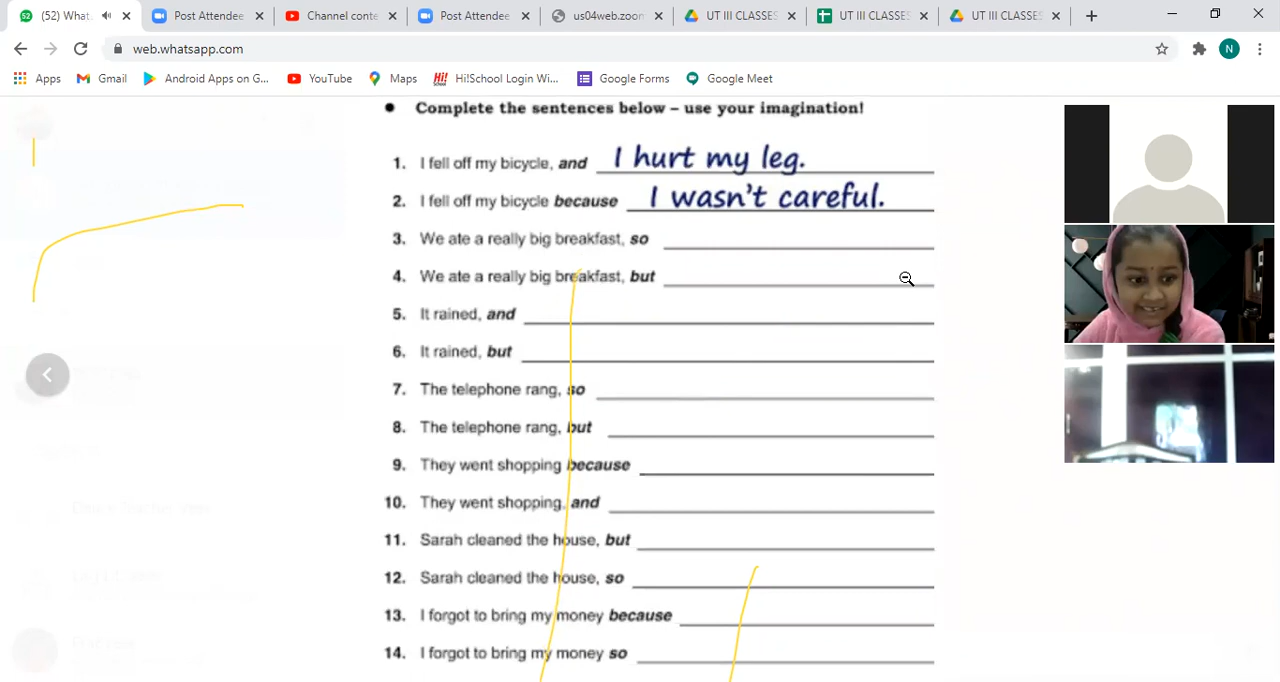 (52) What. Post Attendee Channel conte Post Attendee us04web.zoom UT III CLASSES UT III CLASSES UT III CLASSES
web.whatsapp.com N
Apps Gmail Android Apps on G... YouTube Maps Hi! Hi!School Login Wi... Google Forms Google Meet
• Complete the sentences below – use your imagination!
1. I fell off my bicycle, and I hurt my leg.
2. I fell off my bicycle because I wasn't careful.
3. We ate a really big breakfast, so
4. We ate a really big breakfast, but
5. It rained, and
6. It rained, but
7. The telephone rang, so
8. The telephone rang, but
9. They went shopping because
10. They went shopping, and
11. Sarah cleaned the house, but
12. Sarah cleaned the house, so
13. I forgot to bring my money because
14. I forgot to bring my money so